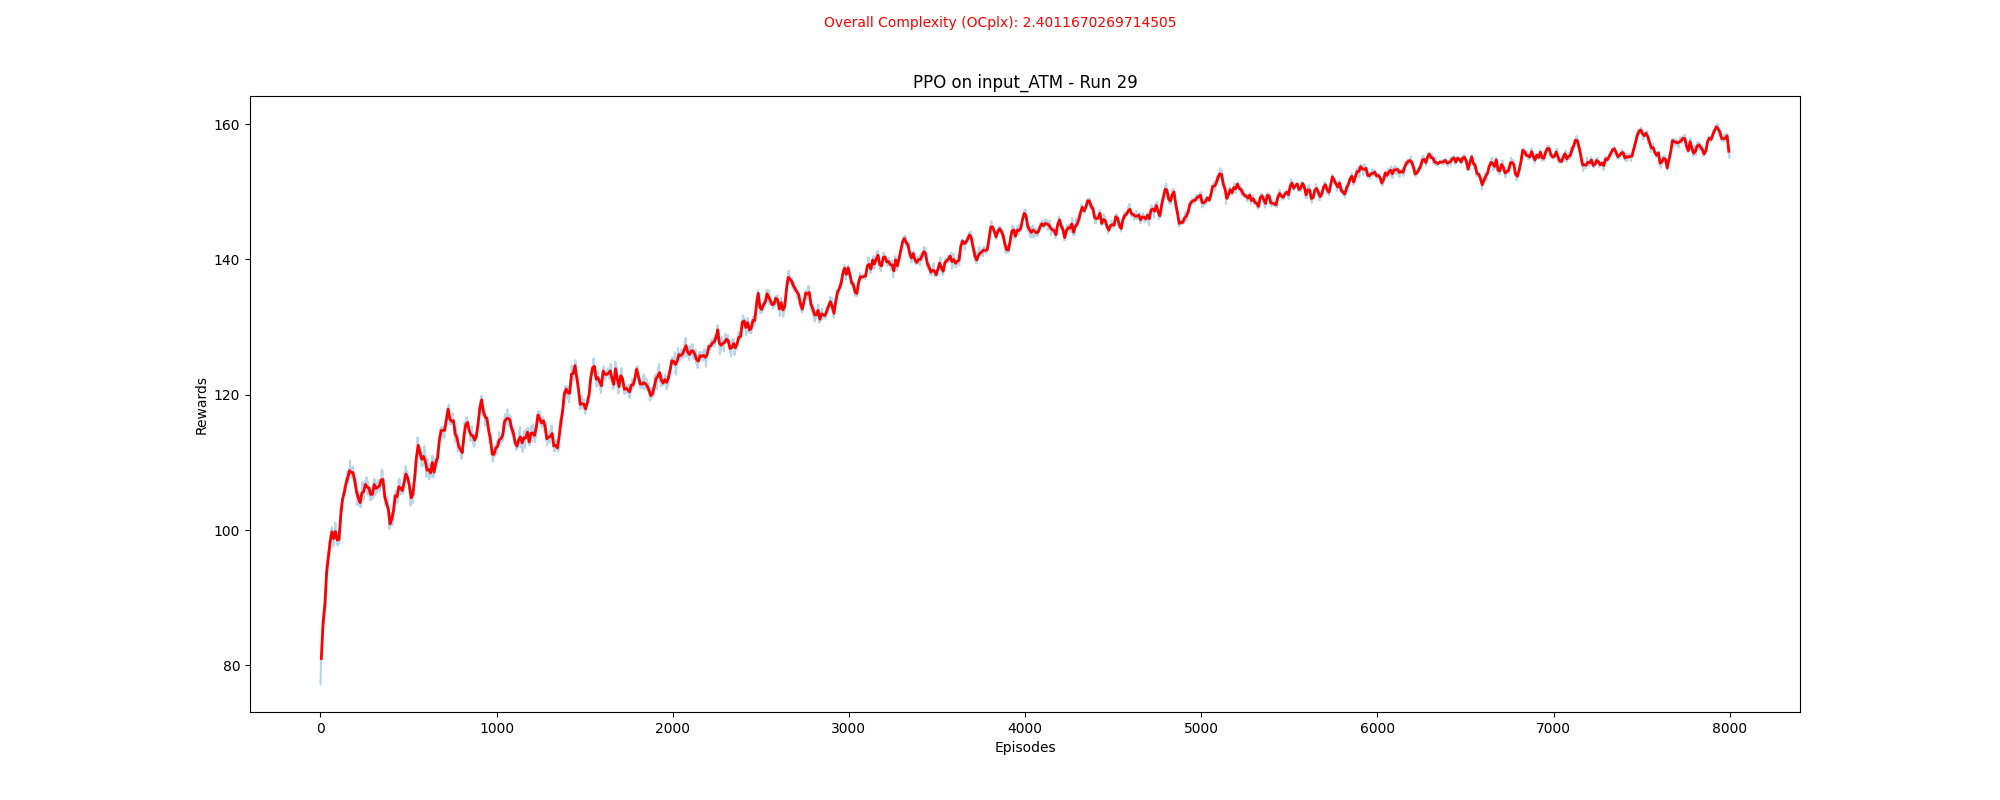 Overall Complexity (OCplx): 2.4011670269714505
PPO on input_ATM - Run 29
160
140
120
100
80
Rewards
0 1000 2000 3000 4000 5000 6000 7000 8000
Episodes